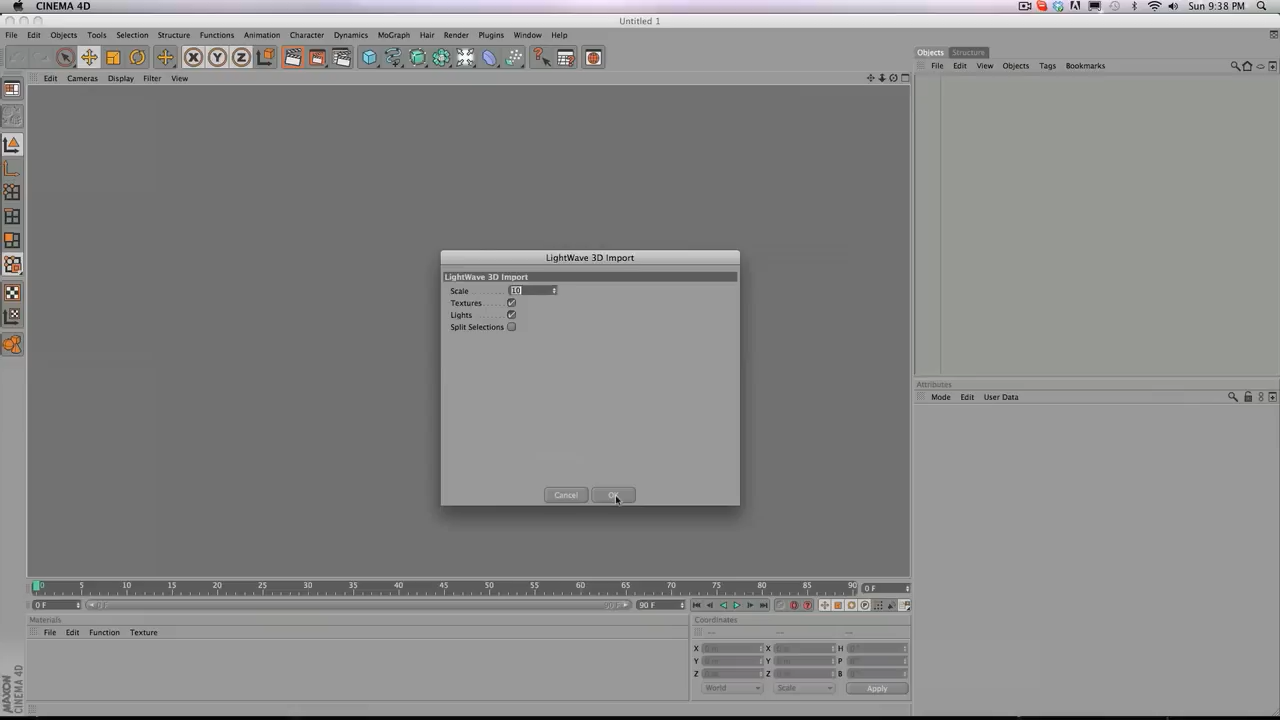 CINEMA 4D Sun 9:38 PM
Untitled 1
File Edit Objects Tools Selection Structure Functions Animation Character Dynamics MoGraph Hair Render Plugins Window Help
Objects Structure
File Edit View Objects Tags Bookmarks
Edit Cameras Display Filter View
X Y Z
LightWave 3D Import
LightWave 3D Import
Scale 10
Textures
Lights
Split Selections
Cancel
Attributes
Mode Edit User Data
0 5 10 15 20 25 30 35 40 45 50 55 60 65 70 75 80 85 90 0 F
0 F 90 F
Materials
File Edit Function Texture
Coordinates
-- -- --
X X H
Y Y P
Z Z B
World Scale Apply
MAXON
CINEMA 4D